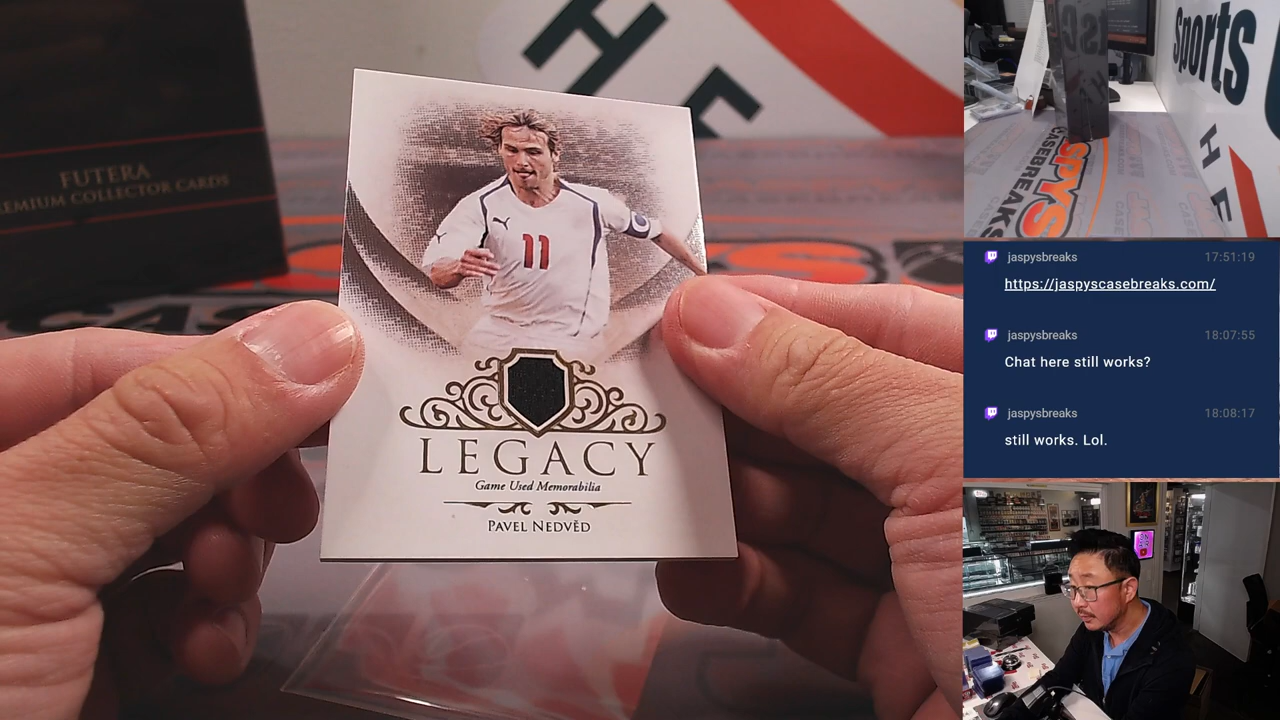 FUTERA
PREMIUM COLLECTOR CARDS
11
LEGACY
Game Used Memorabilia
PAVEL NEDVĚD
Sports
CASEBREAKS
jaspysbreaks 17:51:19
https://jaspyscasebreaks.com/
jaspysbreaks 18:07:55
Chat here still works?
jaspysbreaks 18:08:17
still works. Lol.